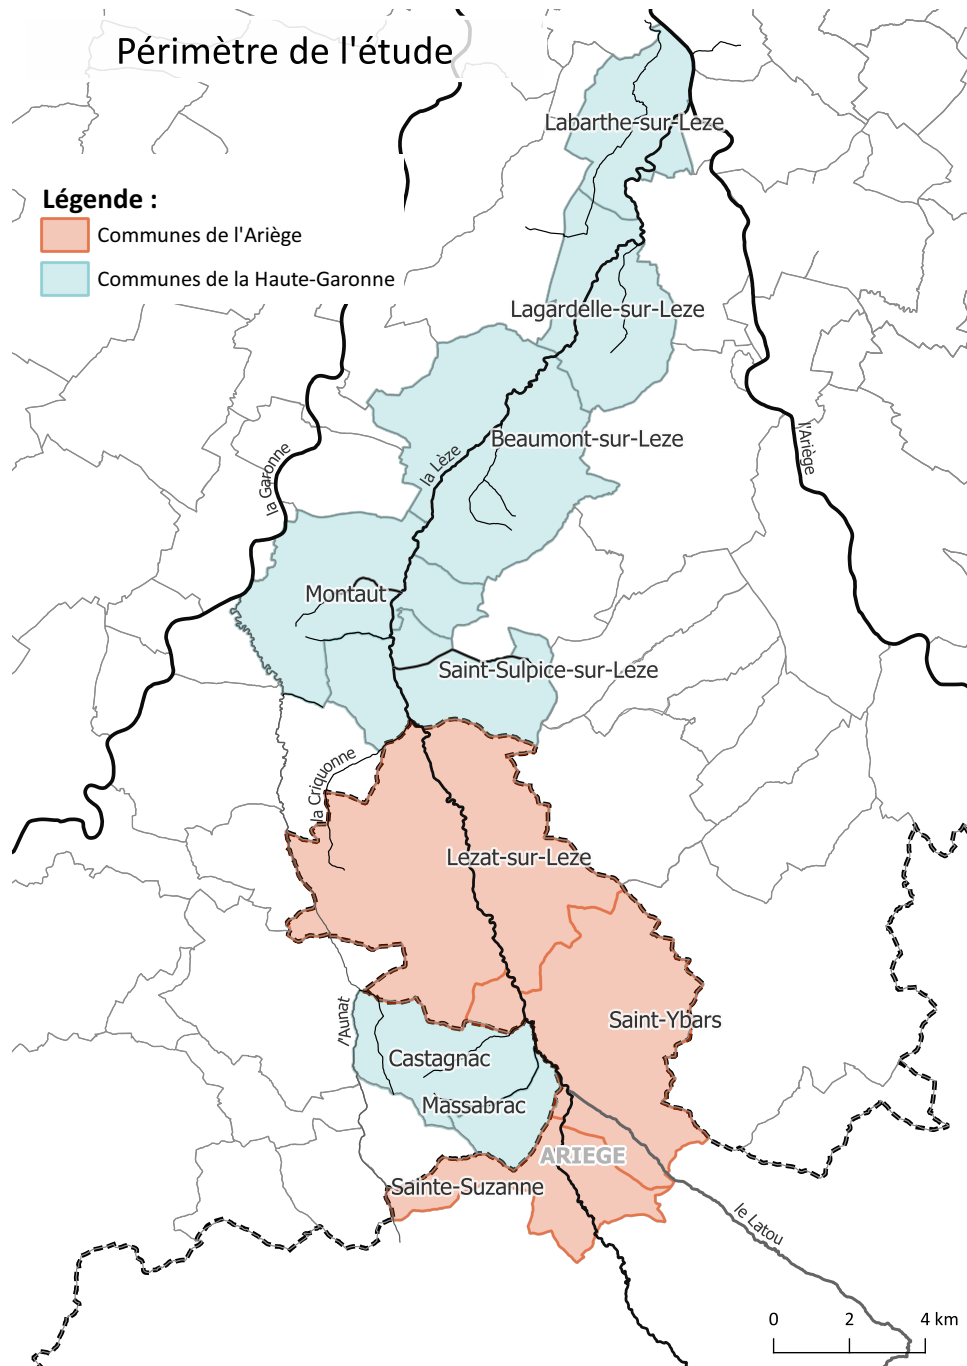 Périmètre de l'étude
Labarthe-sur-Leze
Légende :
Communes de l'Ariège
Communes de la Haute-Garonne
Lagardelle-sur-Leze
Beaumont-sur-Leze
la Lèze
la Garonne
l'Ariège
Montaut
Saint-Sulpice-sur-Leze
la Criquonne
Lezat-sur-Leze
Saint-Ybars
l'Aunat
Castagnac
Massabrac
ARIEGE
Sainte-Suzanne
le Latou
0 2 4 km